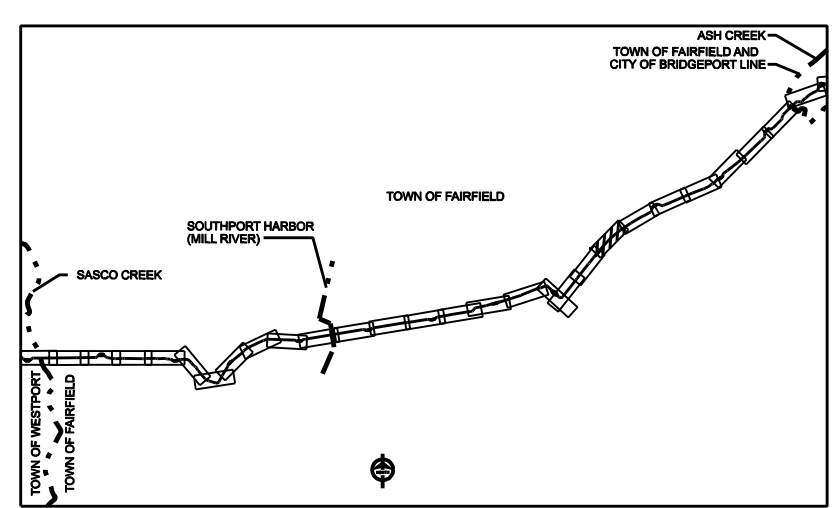 ASH CREEK
TOWN OF FAIRFIELD AND
CITY OF BRIDGEPORT LINE
TOWN OF FAIRFIELD
SOUTHPORT HARBOR
(MILL RIVER)
SASCO CREEK
TOWN OF WESTPORT
TOWN OF FAIRFIELD